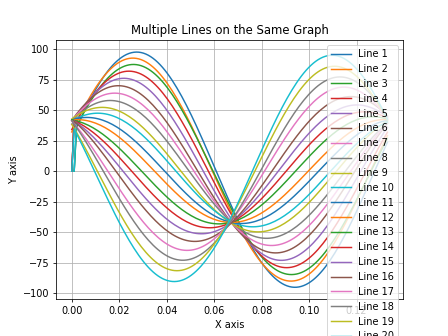 Multiple Lines on the Same Graph
Y axis
100
75
50
25
0
−25
−50
−75
−100
0.00
0.02
0.04
0.06
0.08
0.10
X axis
Line 1
Line 2
Line 3
Line 4
Line 5
Line 6
Line 7
Line 8
Line 9
Line 10
Line 11
Line 12
Line 13
Line 14
Line 15
Line 16
Line 17
Line 18
Line 19
Line 20